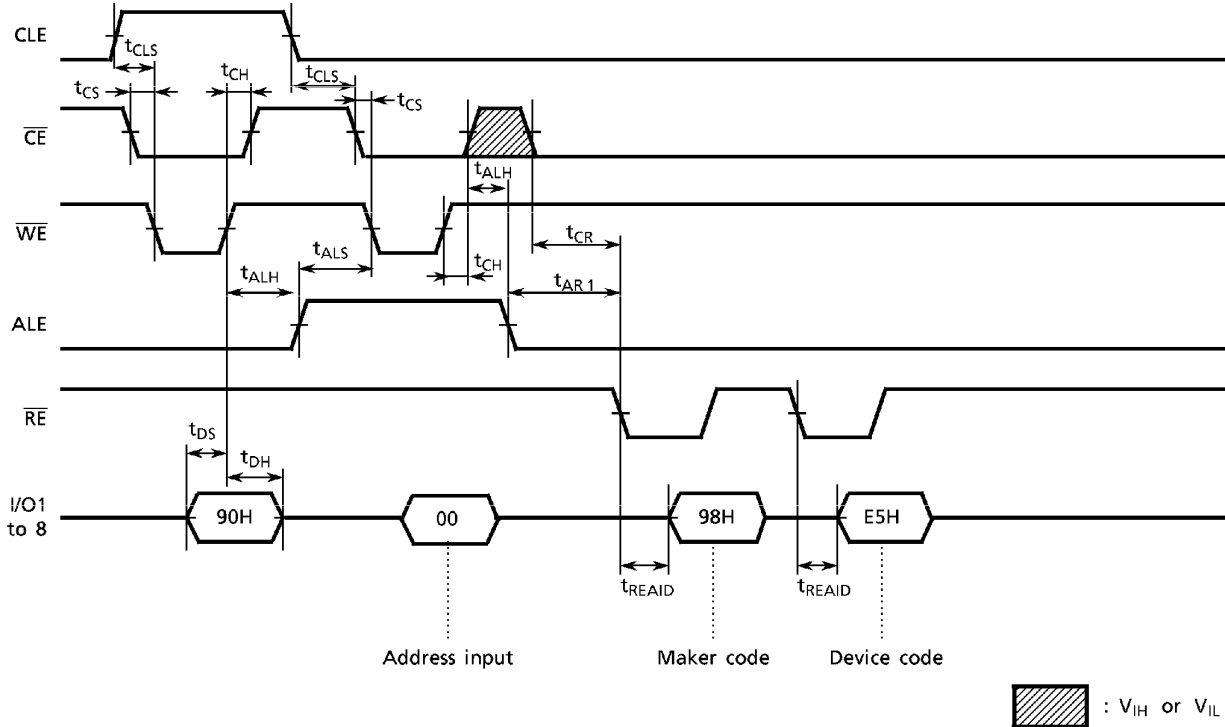 CLE
tCLS
tCS
tCH
tCLS
tCS
CE
tALH
WE
tCR
tALS
tCH
tALH
tAR1
ALE
RE
tDS
tDH
I/O1
to 8
90H
00
98H
E5H
tREAID
tREAID
Address input
Maker code
Device code
: VIH or VIL